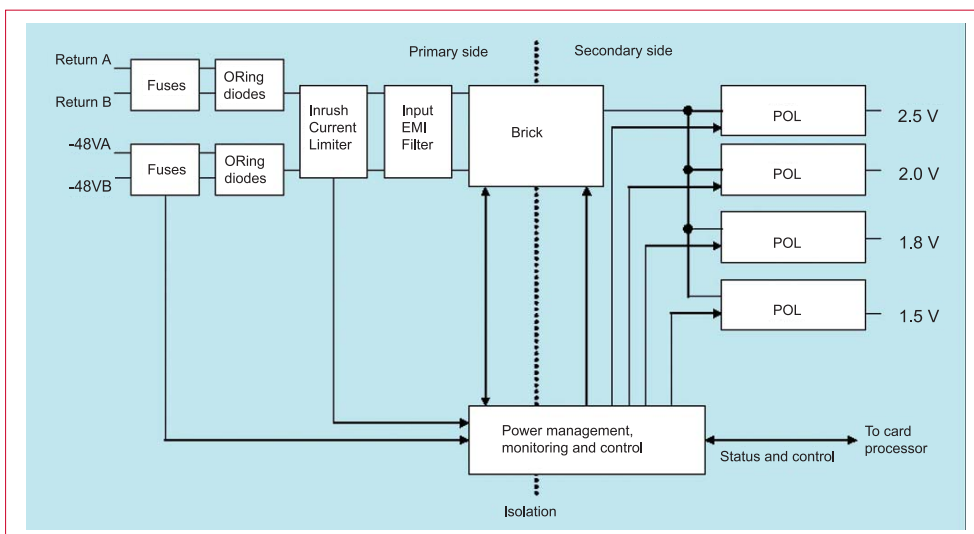 Primary side
Secondary side
Return A
Return B
Fuses
ORing
diodes
Inrush
Current
Limiter
Input
EMI
Filter
Brick
POL
2.5 V
-48VA
-48VB
Fuses
ORing
diodes
POL
2.0 V
POL
1.8 V
POL
1.5 V
Power management,
monitoring and control
Status and control
To card
processor
Isolation